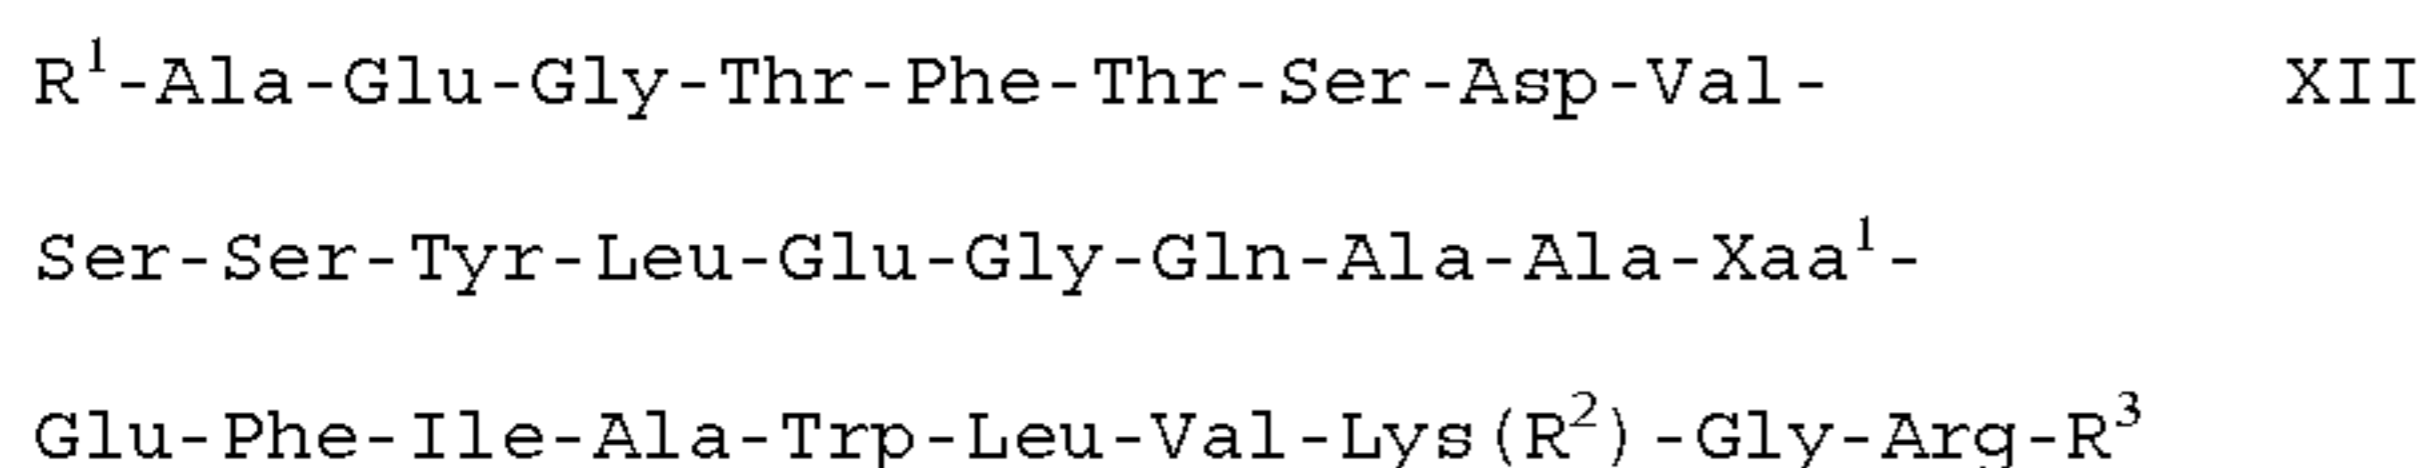 R¹-Ala-Glu-Gly-Thr-Phe-Thr-Ser-Asp-Val- XII
Ser-Ser-Tyr-Leu-Glu-Gly-Gln-Ala-Ala-Xaa¹-
Glu-Phe-Ile-Ala-Trp-Leu-Val-Lys(R²)-Gly-Arg-R³